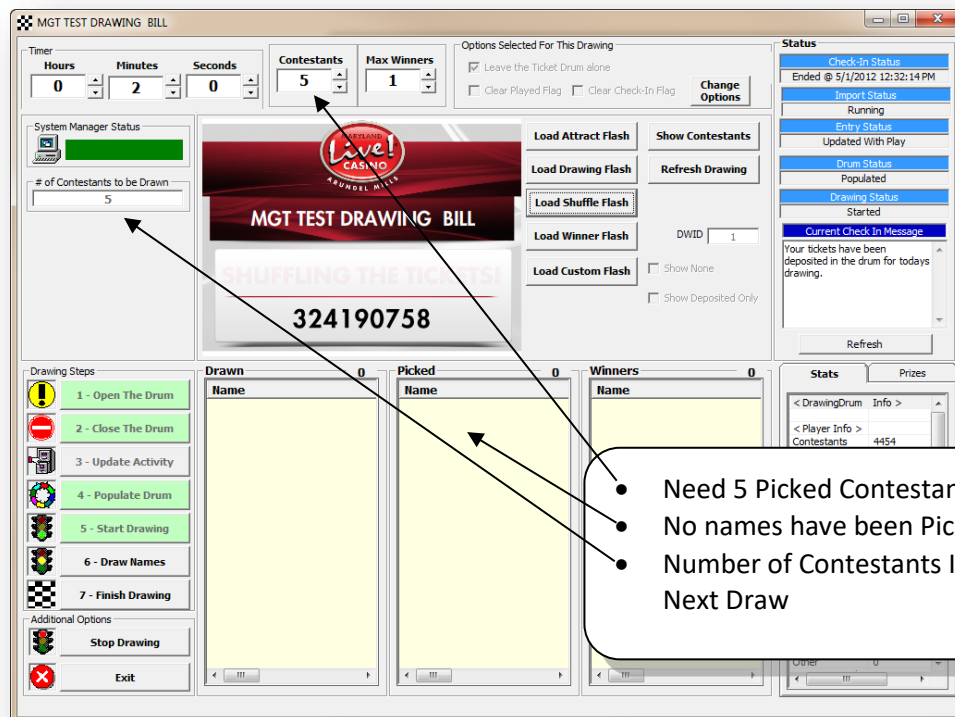 MGT TEST DRAWING BILL
Timer
Hours Minutes Seconds
0 2 0
Contestants Max Winners
5 1
Options Selected For This Drawing
Leave the Ticket Drum alone
Clear Played Flag Clear Check-In Flag
Change Options
Status
Check-In Status
Ended @ 5/1/2012 12:32:14 PM
Import Status
Running
Entry Status
Updated With Play
Drum Status
Populated
Drawing Status
Started
Current Check In Message
Your tickets have been
deposited in the drum for todays
drawing.
Refresh
System Manager Status
# of Contestants to be Drawn
5
MARYLAND
Live!
CASINO
ARUNDEL MILLS
MGT TEST DRAWING BILL
SHUFFLING THE TICKETS!
324190758
Load Attract Flash
Show Contestants
Load Drawing Flash
Refresh Drawing
Load Shuffle Flash
Load Winner Flash
DWID 1
Load Custom Flash
Show None
Show Deposited Only
Drawing Steps
1 - Open The Drum
2 - Close The Drum
3 - Update Activity
4 - Populate Drum
5 - Start Drawing
6 - Draw Names
7 - Finish Drawing
Additional Options
Stop Drawing
Exit
Drawn 0
Name
Picked 0
Name
Winners 0
Name
Stats Prizes
< DrawingDrum Info >
< Player Info >
Contestants 4454
• Need 5 Picked
• No names have been
• Number of Contestants
Next Draw
Other 0